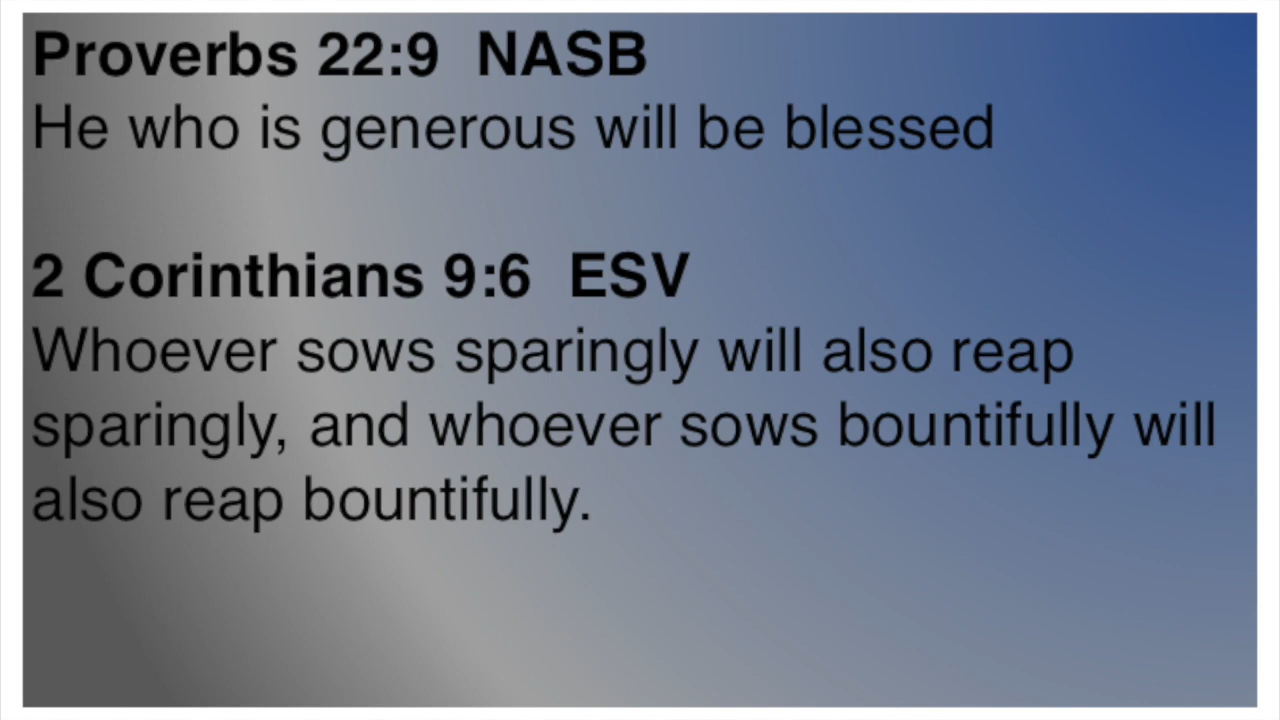 Proverbs 22:9  NASB
He who is generous will be blessed
2 Corinthians 9:6  ESV
Whoever sows sparingly will also reap
sparingly, and whoever sows bountifully will
also reap bountifully.